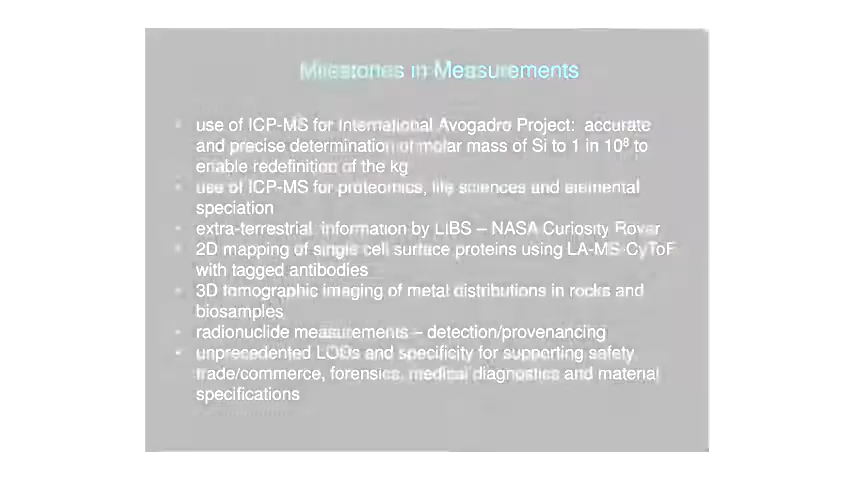 Milestones in Measurements
• use of ICP-MS for International Avogadro Project: accurate
and precise determination of molar mass of Si to 1 in 10⁸ to
enable redefinition of the kg
• use of ICP-MS for proteomics, life sciences and elemental
speciation
• extra-terrestrial information by LIBS – NASA Curiosity Rover
• 2D mapping of single cell surface proteins using LA-MS-CyToF
with tagged antibodies
• 3D tomographic imaging of metal distributions in rocks and
biosamples
• radionuclide measurements – detection/provenancing
• unprecedented LODs and specificity for supporting safety,
trade/commerce, forensics, medical diagnostics and material
specifications